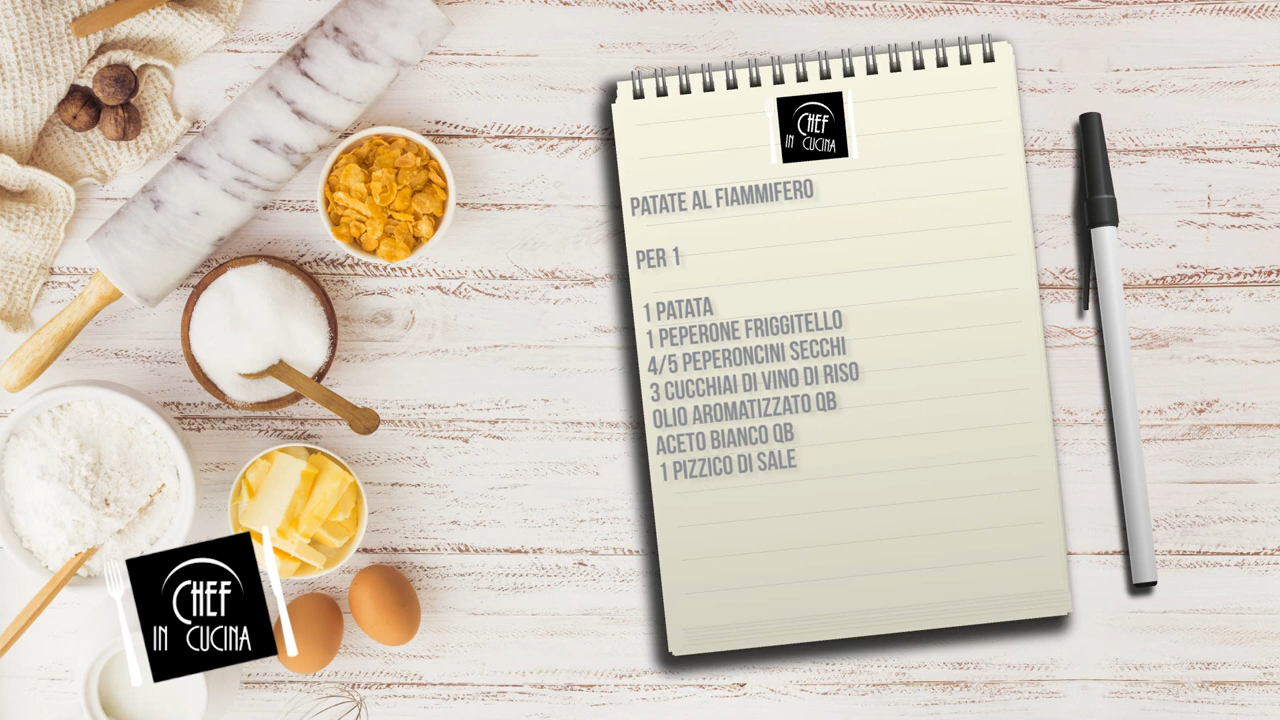 CHEF
IN CUCINA
PATATE AL FIAMMIFERO
PER 1
1 PATATA
1 PEPERONE FRIGGITELLO
4/5 PEPERONCINI SECCHI
3 CUCCHIAI DI VINO DI RISO
OLIO AROMATIZZATO QB
ACETO BIANCO QB
1 PIZZICO DI SALE
CHEF
IN CUCINA